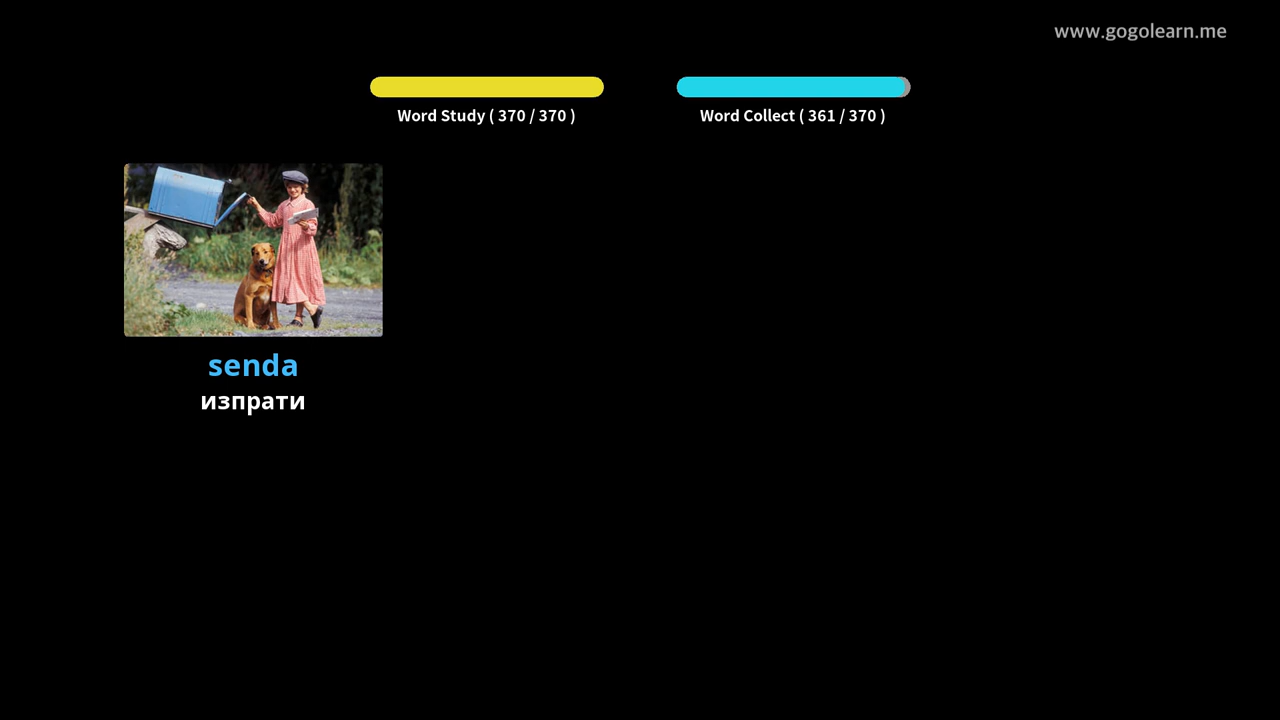 www.gogolearn.me
Word Study ( 370 / 370 )
Word Collect ( 361 / 370 )
senda
изпрати